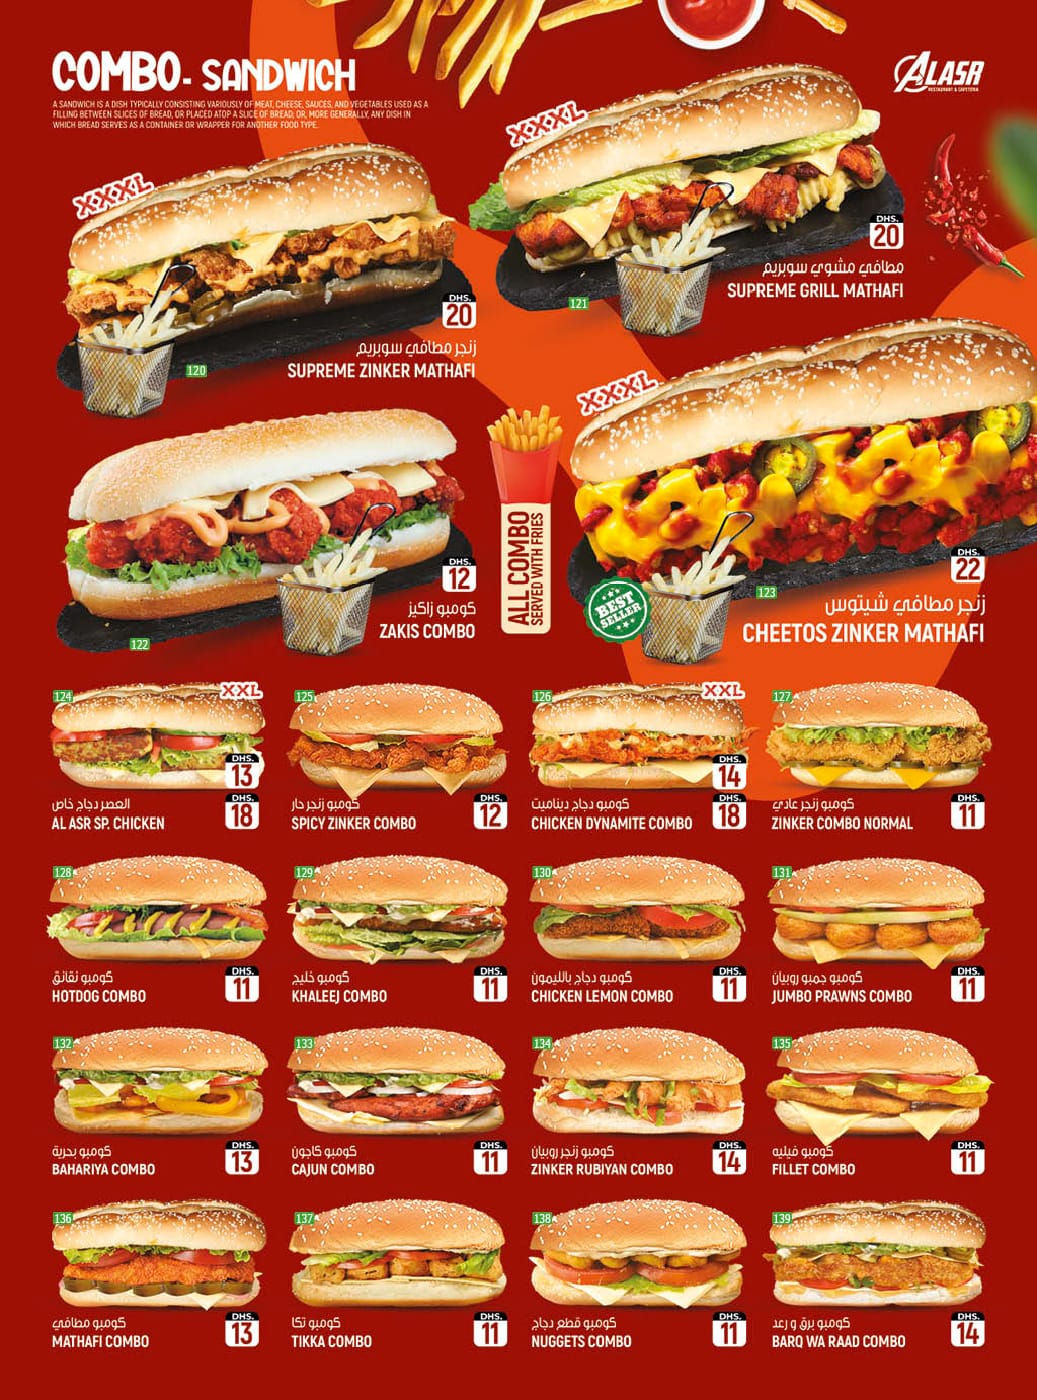 COMBO- SANDWICH
A SANDWICH IS A DISH TYPICALLY CONSISTING VARIOUSLY OF MEAT, CHEESE, SAUCES, AND VEGETABLES USED AS A
FILLING BETWEEN SLICES OF BREAD, OR PLACED ATOP A SLICE OF BREAD; OR, MORE GENERALLY, ANY DISH IN
WHICH BREAD SERVES AS A CONTAINER OR WRAPPER FOR ANOTHER FOOD TYPE.
ALASR
RESTAURANT & CAFETERIA
XXXL
DHS.
20
زنجر مطافي سوبريم
120
SUPREME ZINKER MATHAFI
XXXL
DHS.
20
مطافي مشوي سوبريم
121
SUPREME GRILL MATHAFI
DHS.
12
كومبو زاكيز
ZAKIS COMBO
122
ALL COMBO
SERVED WITH FRIES
XXXL
BEST
SELLER
DHS.
22
123
زنجر مطافي شيتوس
CHEETOS ZINKER MATHAFI
124
XXL
DHS.
13
العصر دجاج خاص
AL ASR SP. CHICKEN
DHS.
18
125
كومبو زنجر حار
SPICY ZINKER COMBO
DHS.
12
126
XXL
DHS.
14
كومبو دجاج ديناميت
CHICKEN DYNAMITE COMBO
DHS.
18
127
كومبو زنجر عادي
ZINKER COMBO NORMAL
DHS.
11
128
كومبو نقانق
HOTDOG COMBO
DHS.
11
129
كومبو خليج
KHALEEJ COMBO
DHS.
11
130
كومبو دجاج بالليمون
CHICKEN LEMON COMBO
DHS.
11
131
كومبو جمبو روبيان
JUMBO PRAWNS COMBO
DHS.
11
132
كومبو بحرية
BAHARIYA COMBO
DHS.
13
133
كومبو كاجون
CAJUN COMBO
DHS.
11
134
كومبو زنجر روبيان
ZINKER RUBIYAN COMBO
DHS.
14
135
كومبو فيليه
FILLET COMBO
DHS.
11
136
كومبو مطافي
MATHAFI COMBO
DHS.
13
137
كومبو تكا
TIKKA COMBO
DHS.
11
138
كومبو قطع دجاج
NUGGETS COMBO
DHS.
11
139
كومبو برق و رعد
BARQ WA RAAD COMBO
DHS.
14